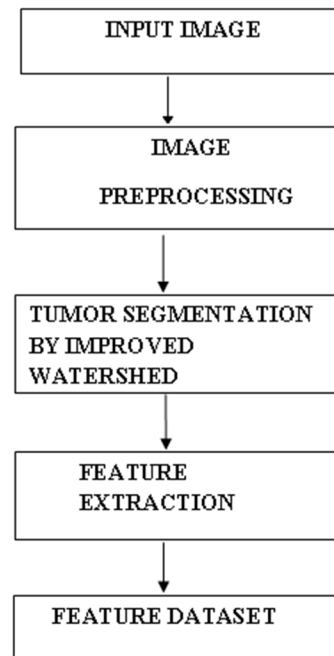 INPUT IMAGE
IMAGE
PREPROCESSING
TUMOR SEGMENTATION
BY IMPROVED
WATERSHED
FEATURE
EXTRACTION
FEATURE DATASET